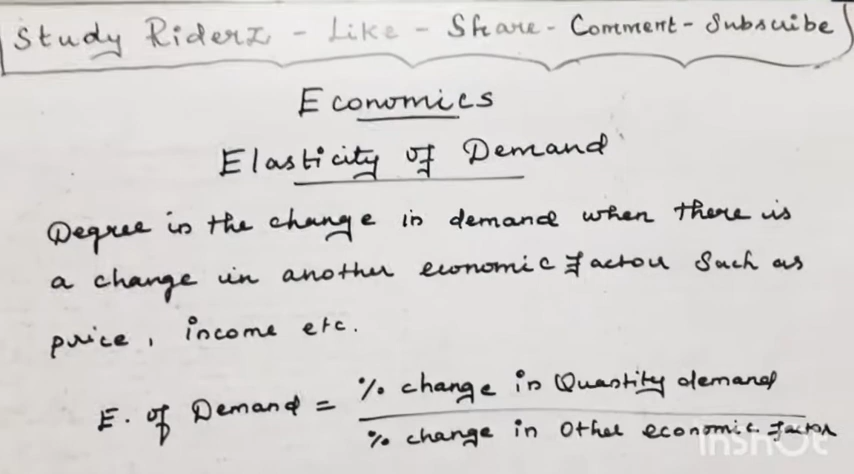 Study Riderz - Like - Share - Comment - Subscribe
Economics
Elasticity of Demand
Degree in the change in demand when there is
a change in another economic factor Such as
price, income etc.
E. of Demand = % change in Quantity demand
% change in Other economic factor
InShOt